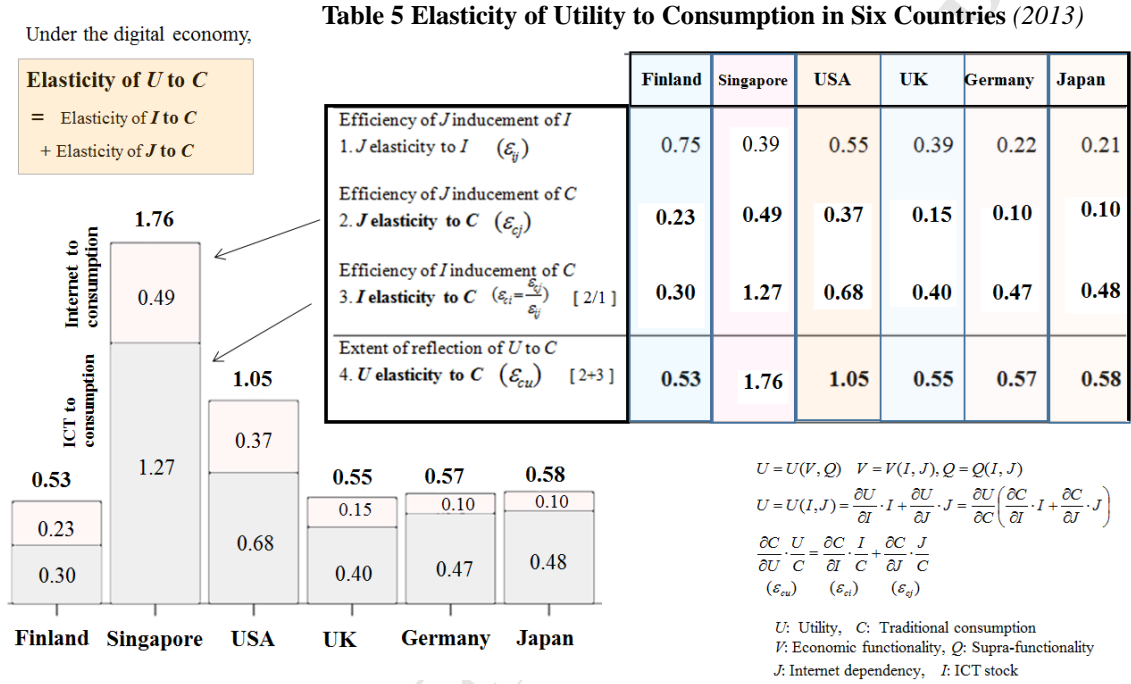 Table 5 Elasticity of Utility to Consumption in Six Countries (2013)
Under the digital economy,
Elasticity of U to C
= Elasticity of I to C
+ Elasticity of J to C
Finland Singapore USA UK Germany Japan
Efficiency of J inducement of I
1. J elasticity to I (εij) 0.75 0.39 0.55 0.39 0.22 0.21
Efficiency of J inducement of C
2. J elasticity to C (εcj) 0.23 0.49 0.37 0.15 0.10 0.10
Efficiency of I inducement of C
3. I elasticity to C (εci = εcj/εij) [ 2/1 ] 0.30 1.27 0.68 0.40 0.47 0.48
Extent of reflection of U to C
4. U elasticity to C (εcu) [ 2+3 ] 0.53 1.76 1.05 0.55 0.57 0.58
Internet to
consumption
ICT to
consumption
1.76
0.49
1.27
1.05
0.37
0.68
0.53
0.23
0.30
0.55
0.15
0.40
0.57
0.10
0.47
0.58
0.10
0.48
Finland Singapore USA UK Germany Japan
U = U(V, Q) V = V(I, J), Q = Q(I, J)
U = U(I, J) = ∂U/∂I · I + ∂U/∂J · J = ∂U/∂C (∂C/∂I · I + ∂C/∂J · J)
∂C/∂U · U/C = ∂C/∂I · I/C + ∂C/∂J · J/C
(εcu) (εci) (εcj)
U: Utility, C: Traditional consumption
V: Economic functionality, Q: Supra-functionality
J: Internet dependency, I: ICT stock